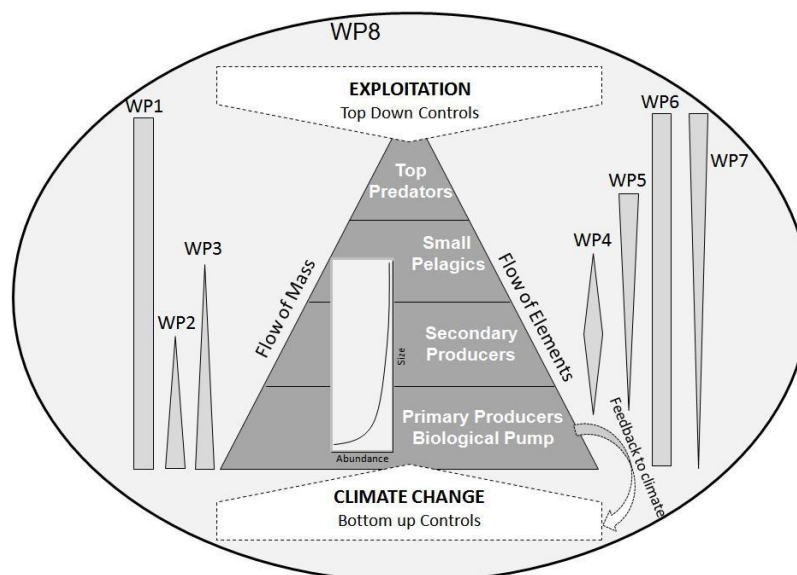 WP8
EXPLOITATION
Top Down Controls
WP1
WP6
WP7
WP5
WP3
WP4
WP2
Top
Predators
Small
Pelagics
Secondary
Producers
Primary Producers
Biological Pump
Flow of Mass
Flow of Elements
Size
Abundance
Feedback to climate
CLIMATE CHANGE
Bottom up Controls